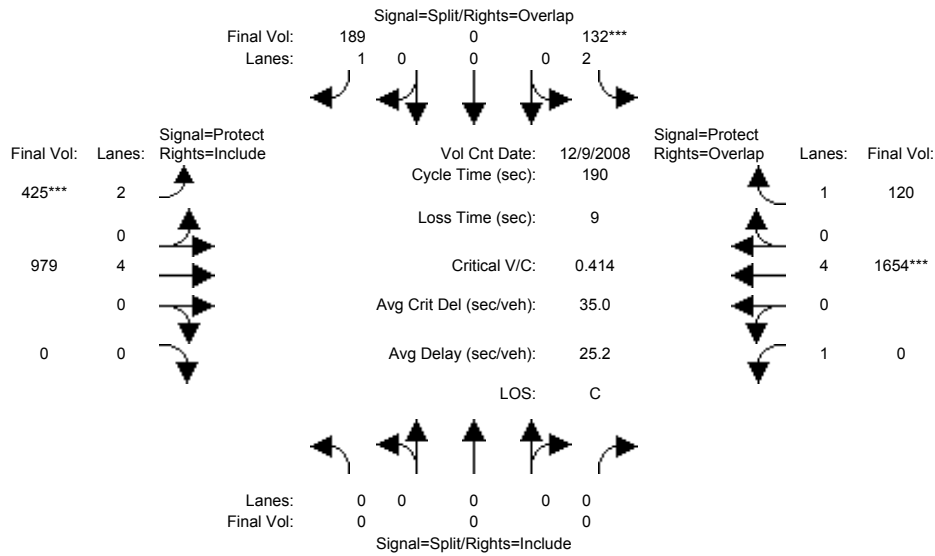 Signal=Split/Rights=Overlap
Final Vol: 189 0 132***
Lanes: 1 0 0 0 2
Signal=Protect
Final Vol: Lanes: Rights=Include
Vol Cnt Date: 12/9/2008
Signal=Protect
Rights=Overlap Lanes: Final Vol:
Cycle Time (sec): 190
425*** 2
1 120
Loss Time (sec): 9
0
0
979 4
Critical V/C: 0.414
4 1654***
0
Avg Crit Del (sec/veh): 35.0
0
0 0
Avg Delay (sec/veh): 25.2
1 0
LOS: C
Lanes: 0 0 0 0 0
Final Vol: 0 0 0
Signal=Split/Rights=Include